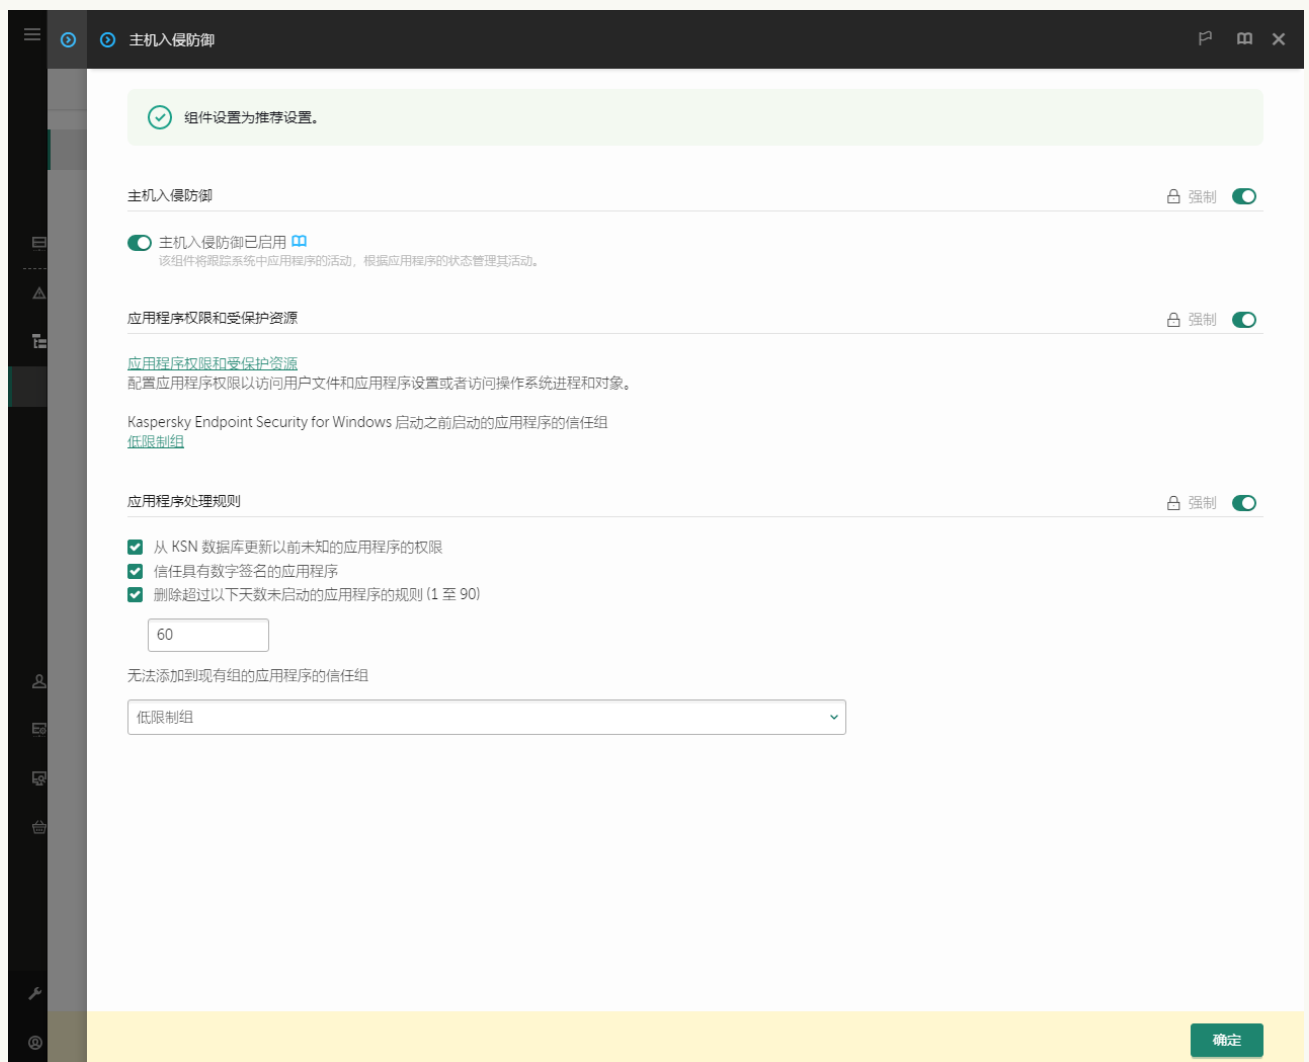 主机入侵防御
组件设置为推荐设置。
主机入侵防御
强制
主机入侵防御已启用
该组件将跟踪系统中应用程序的活动，根据应用程序的状态管理其活动。
应用程序权限和受保护资源
强制
应用程序权限和受保护资源
配置应用程序权限以访问用户文件和应用程序设置或者访问操作系统进程和对象。
Kaspersky Endpoint Security for Windows 启动之前启动的应用程序的信任组
低限制组
应用程序处理规则
强制
从 KSN 数据库更新以前未知的应用程序的权限
信任具有数字签名的应用程序
删除超过以下天数未启动的应用程序的规则 (1 至 90)
60
无法添加到现有组的应用程序的信任组
低限制组
确定